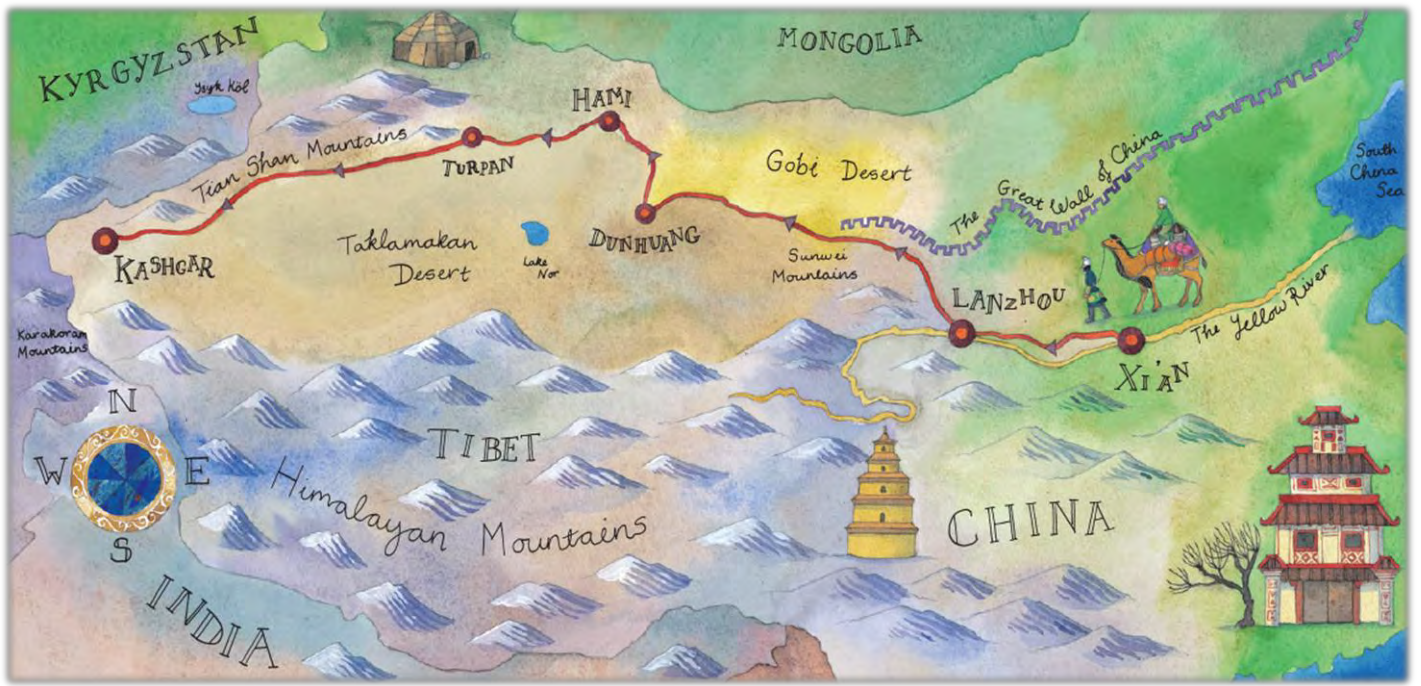 KYRGYZSTAN
Ysyk Köl
MONGOLIA
HAMI
Tian Shan Mountains
TURPAN
Gobi Desert
The Great Wall of China
South
China
Sea
KASHGAR
Taklamakan
Desert
Lake
Nor
DUNHUANG
Sunwei
Mountains
LANZHOU
The Yellow River
XI'AN
Karakoram
Mountains
N
W
E
S
TIBET
Himalayan Mountains
CHINA
INDIA